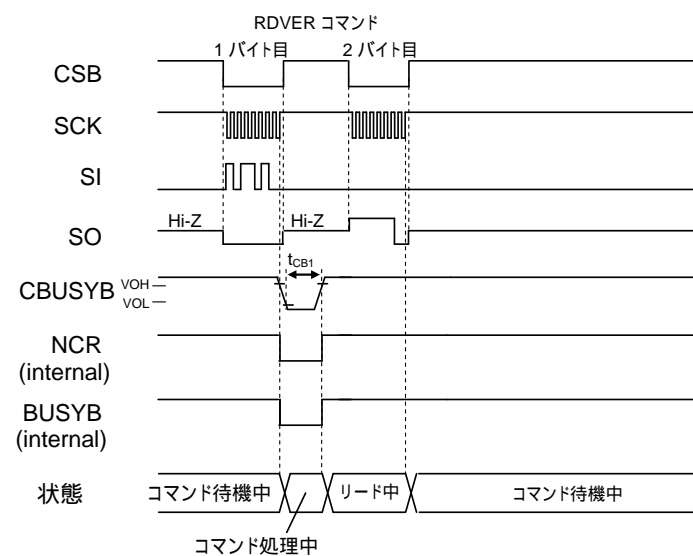 RDVER コマンド
1 バイト目
2 バイト目
CSB
SCK
SI
Hi-Z
Hi-Z
SO
tCB1
CBUSYB
VOH
VOL
NCR
(internal)
BUSYB
(internal)
状態
コマンド待機中
リード中
コマンド待機中
コマンド処理中